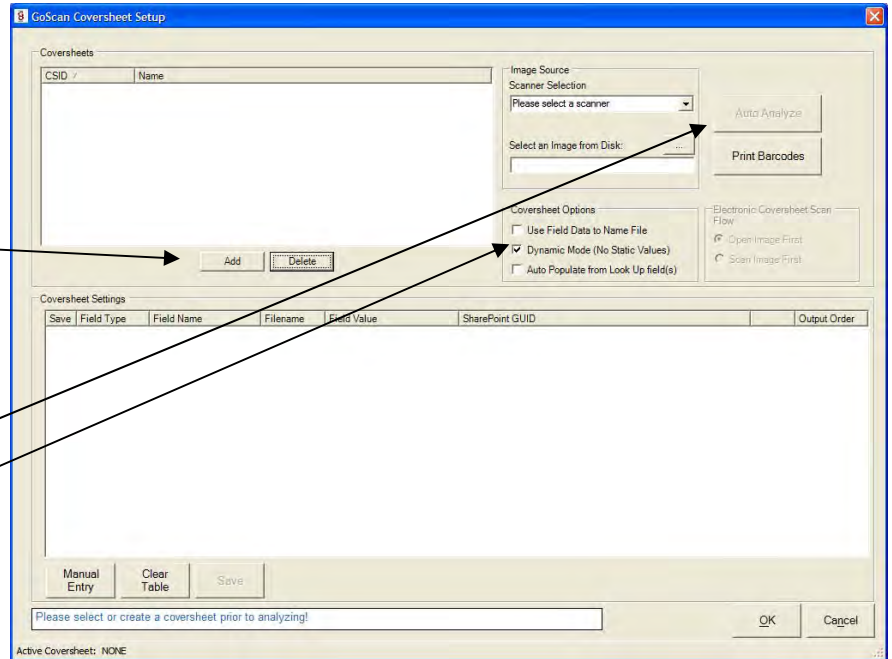 GoScan Coversheet Setup
Coversheets
CSID / Name
Image Source
Scanner Selection
Please select a scanner
Select an Image from Disk: ...
Auto Analyze
Print Barcodes
Add Delete
Coversheet Options
Use Field Data to Name File
Dynamic Mode (No Static Values)
Auto Populate from Look Up field(s)
Electronic Coversheet Scan
Flow
Open Image First
Scan Image First
Coversheet Settings
Save Field Type Field Name Filename Field Value SharePoint GUID Output Order
Manual
Entry
Clear
Table
Save
Please select or create a coversheet prior to analyzing!
OK Cancel
Active Coversheet: NONE